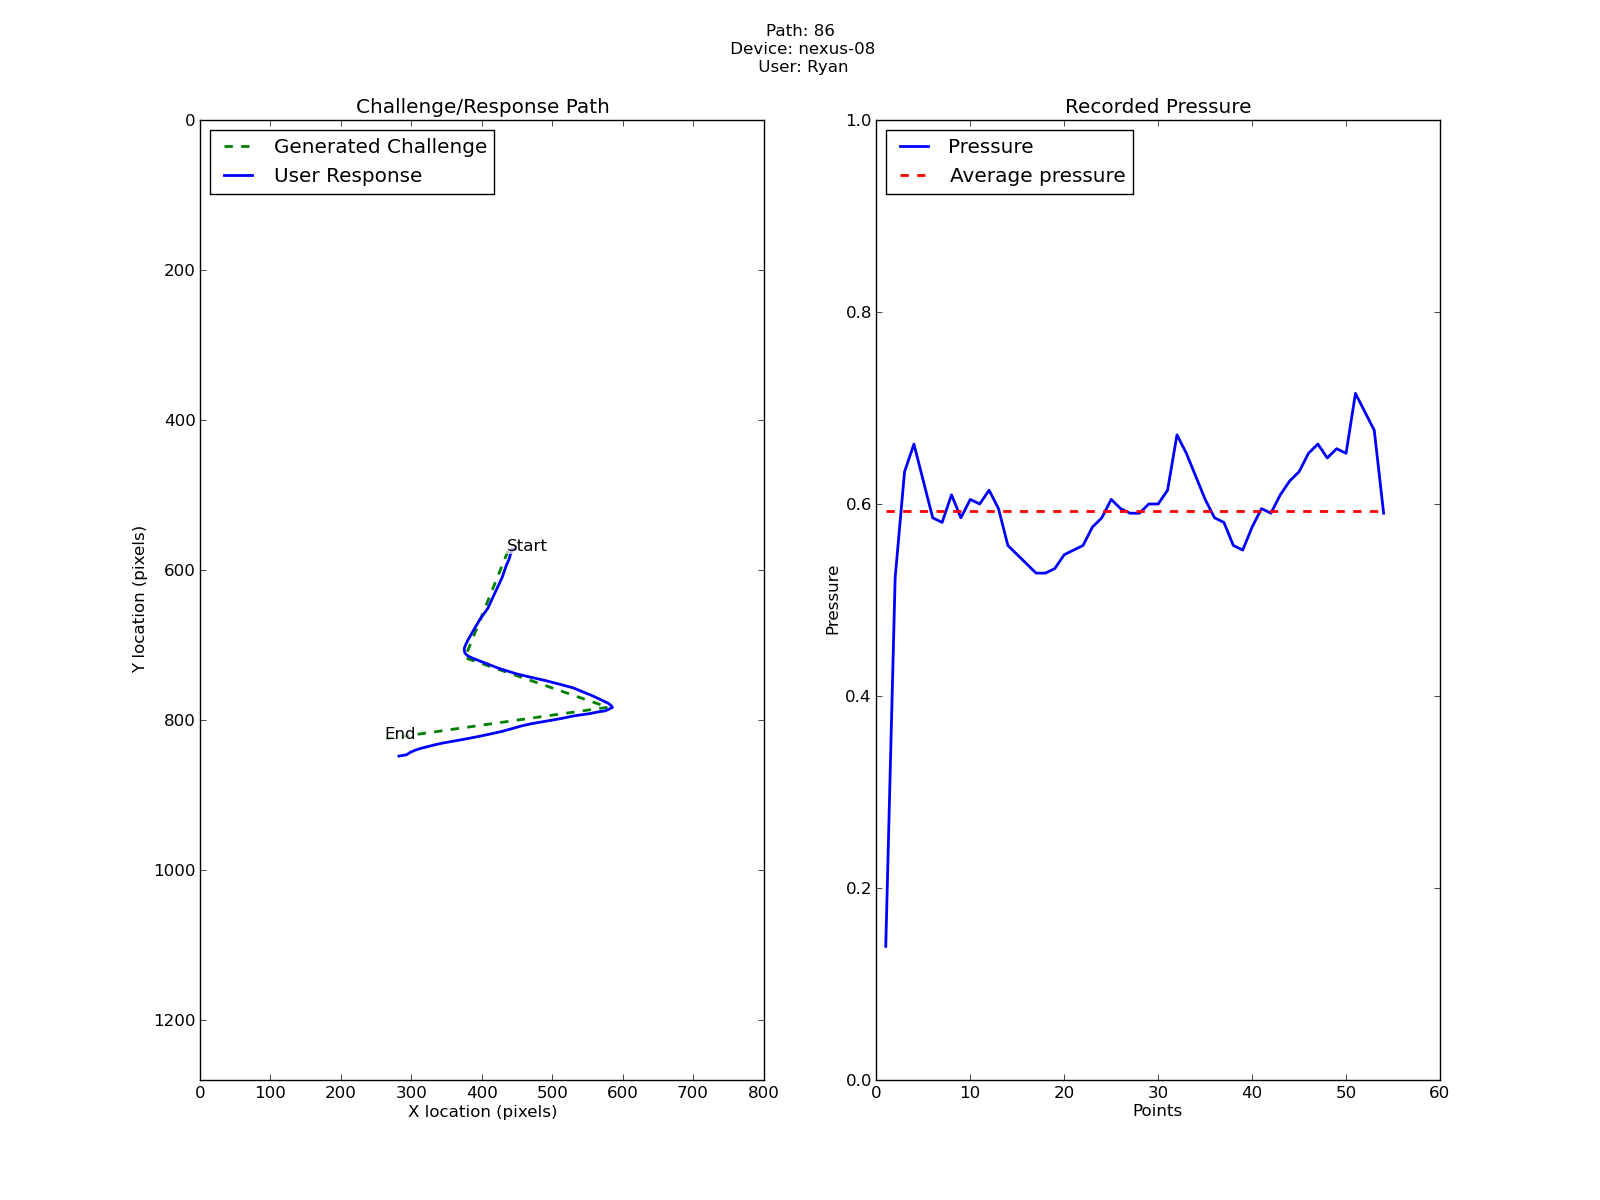 Path: 86
Device: nexus-08
User: Ryan
Challenge/Response Path
Generated Challenge
User Response
0
200
400
600
800
1000
1200
Y location (pixels)
Start
End
0 100 200 300 400 500 600 700 800
X location (pixels)
Recorded Pressure
Pressure
Average pressure
1.0
0.8
0.6
0.4
0.2
0.0
Pressure
0 10 20 30 40 50 60
Points